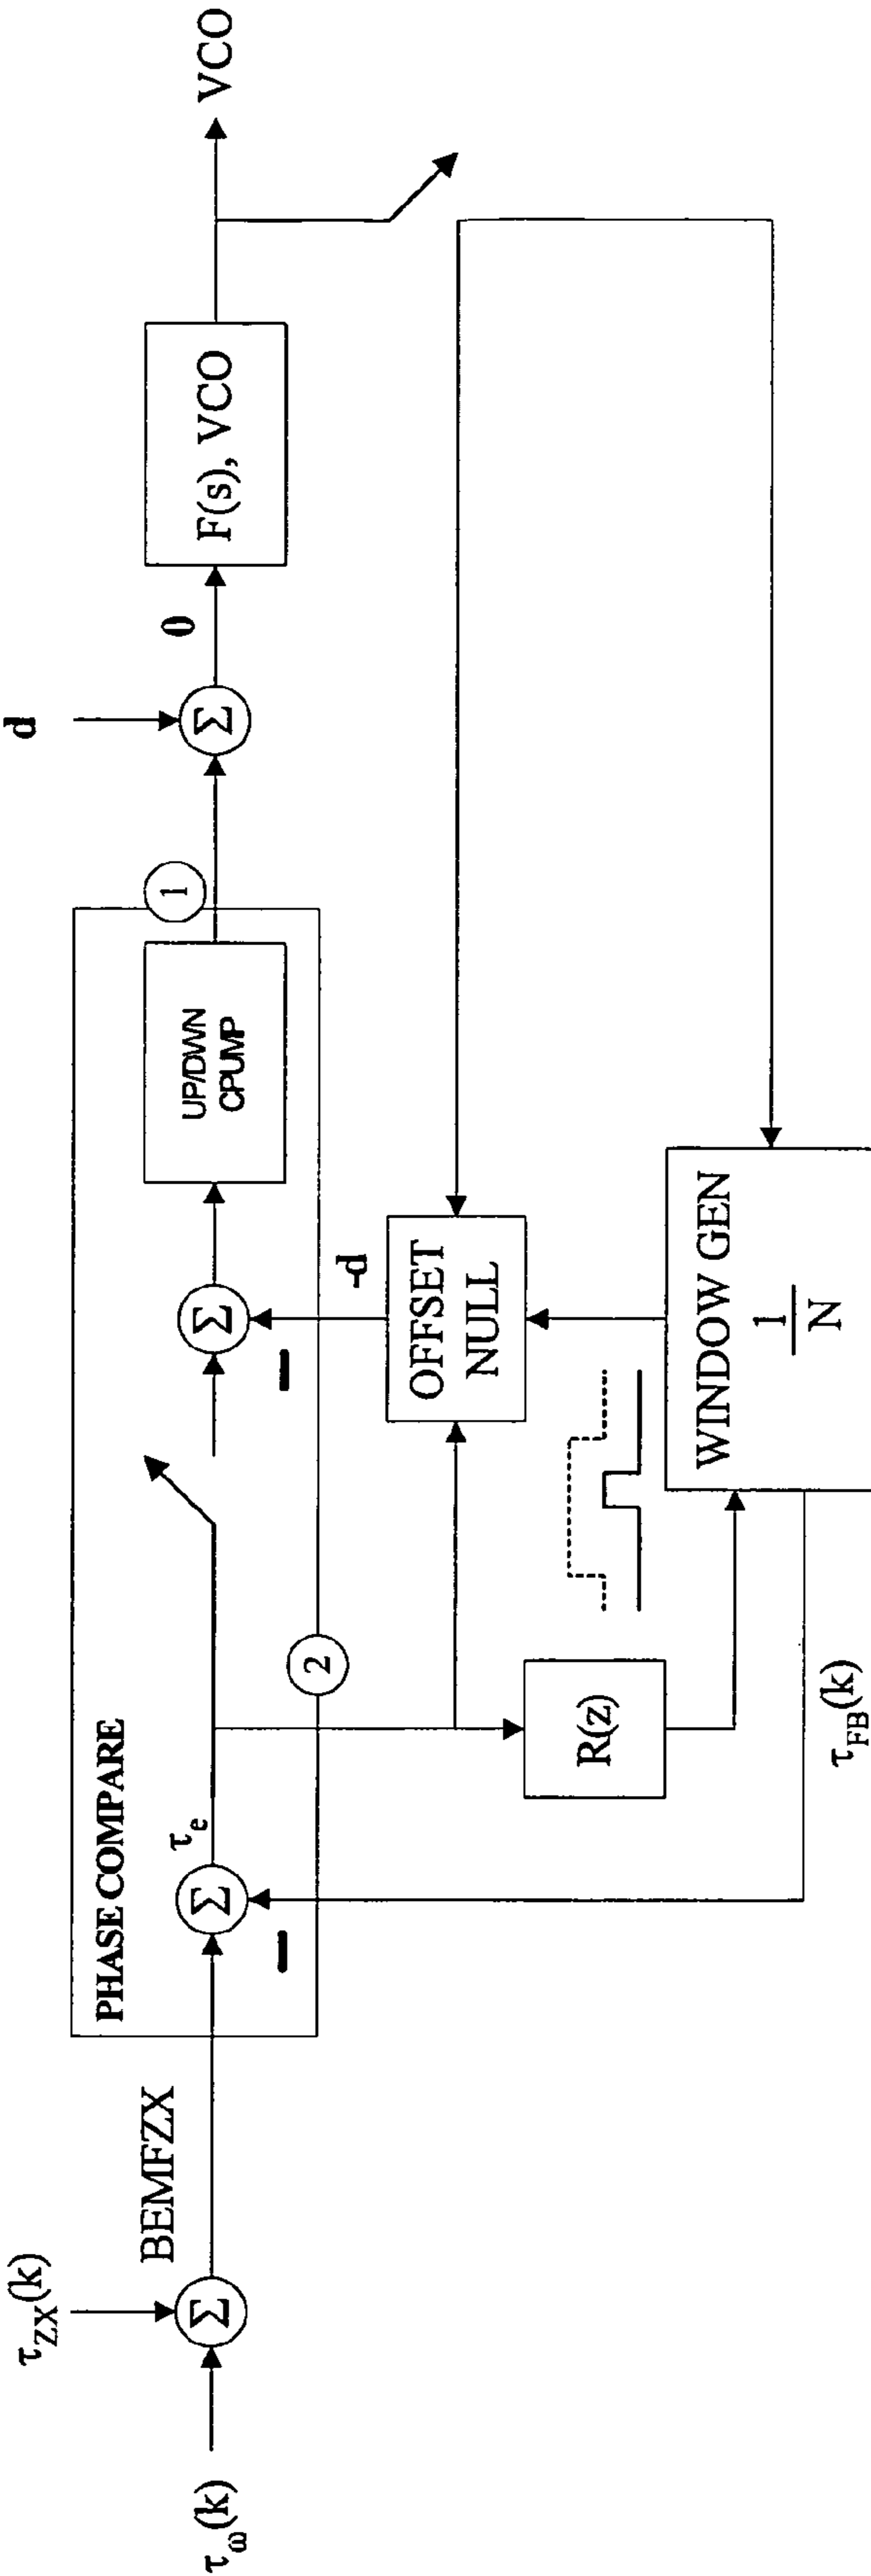 τZX(k)
τω(k)
BEMFZX
PHASE COMPARE
Σ
Σ
τe
−
2
Σ
−
UP/DWN
CPUMP
1
d
Σ
0
F(s), VCO
VCO
-d
OFFSET
NULL
R(z)
WINDOW GEN
1
N
τFB(k)